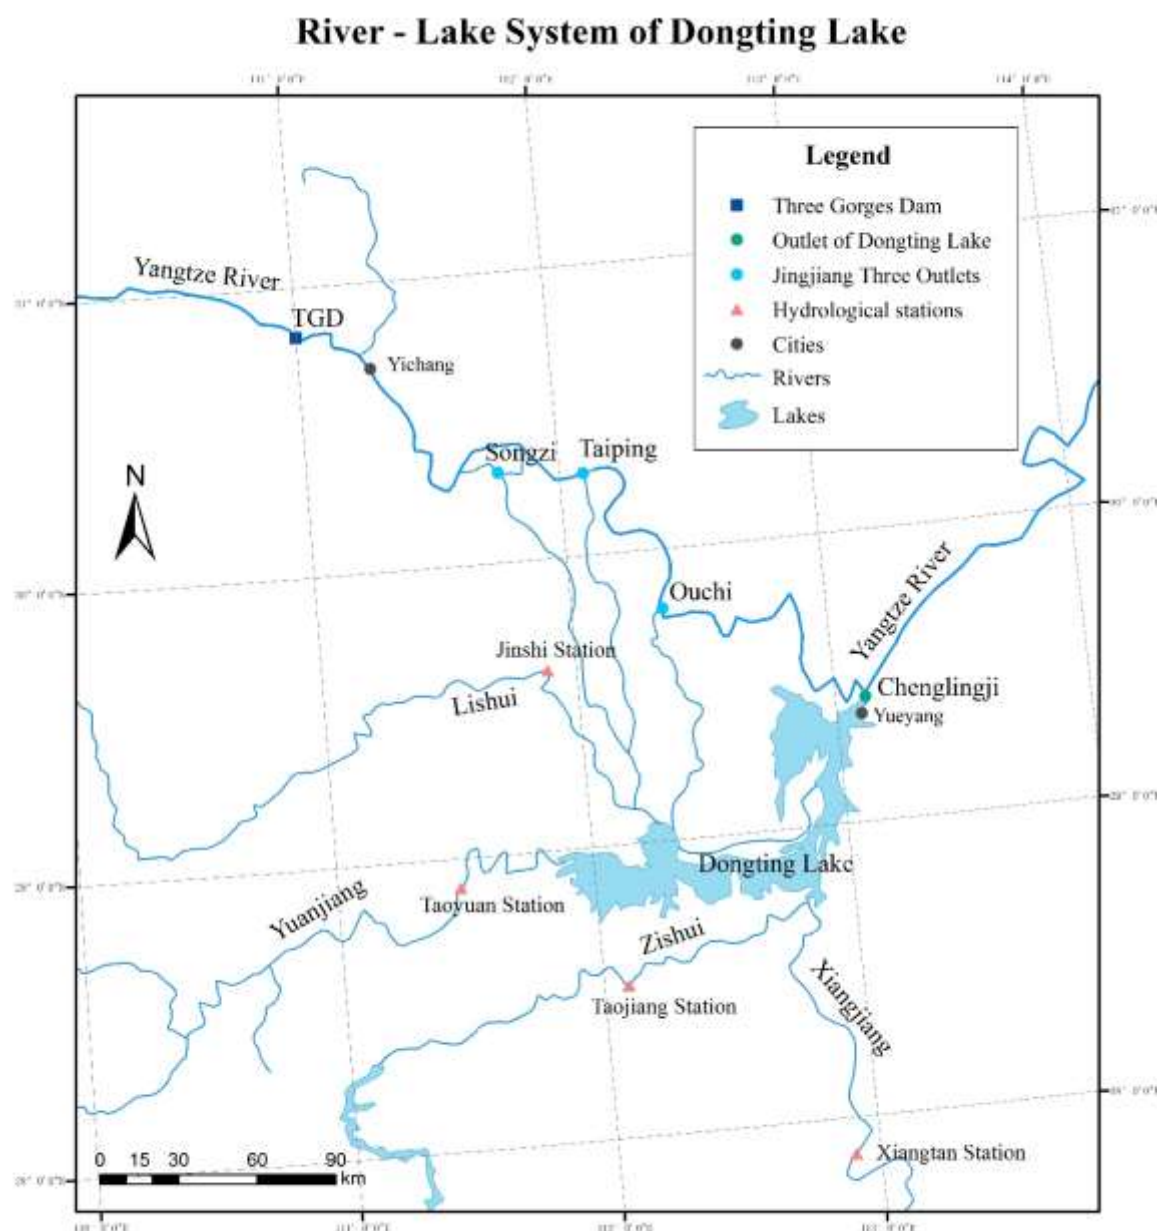 River - Lake System of Dongting Lake
Legend
Three Gorges Dam
Outlet of Dongting Lake
Jingjiang Three Outlets
Hydrological stations
Cities
Rivers
Lakes
Yangtze River
TGD
Yichang
Songzi
Taiping
N
Ouchi
Yangtze River
Jinshi Station
Lishui
Chenglingji
Yueyang
Dongting Lake
Taoyuan Station
Yuanjiang
Zishui
Taojiang Station
Xiangjiang
Xiangtan Station
0 15 30 60 90
km